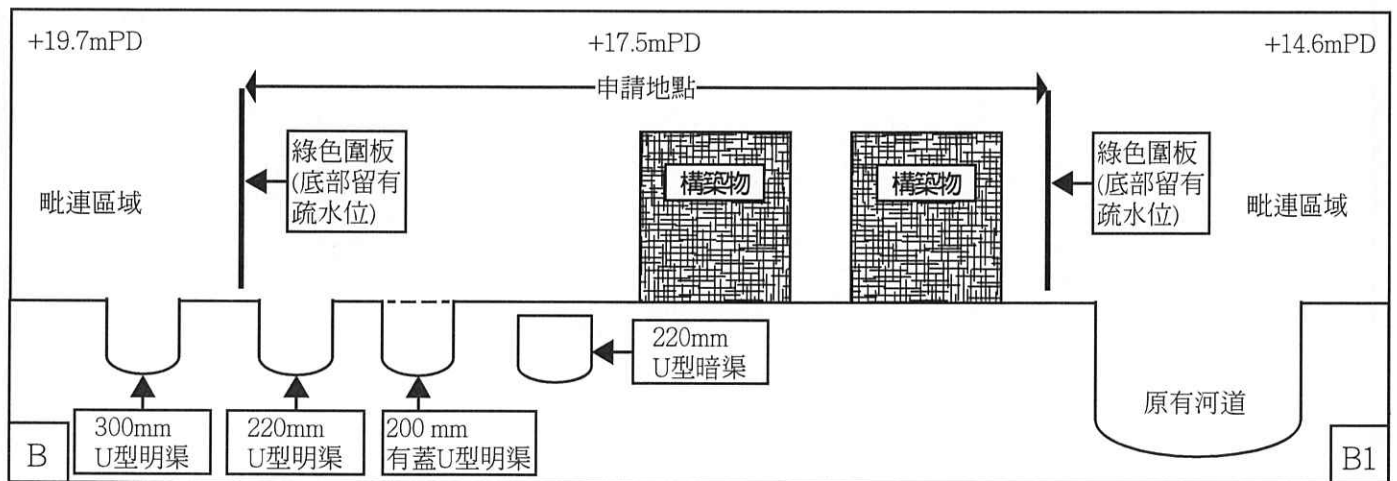 +19.7mPD
+17.5mPD
+14.6mPD
申請地點
綠色圍板
(底部留有
疏水位)
構築物
構築物
綠色圍板
(底部留有
疏水位)
毗連區域
毗連區域
220mm
U型暗渠
原有河道
300mm
U型明渠
220mm
U型明渠
200 mm
有蓋U型明渠
B
B1